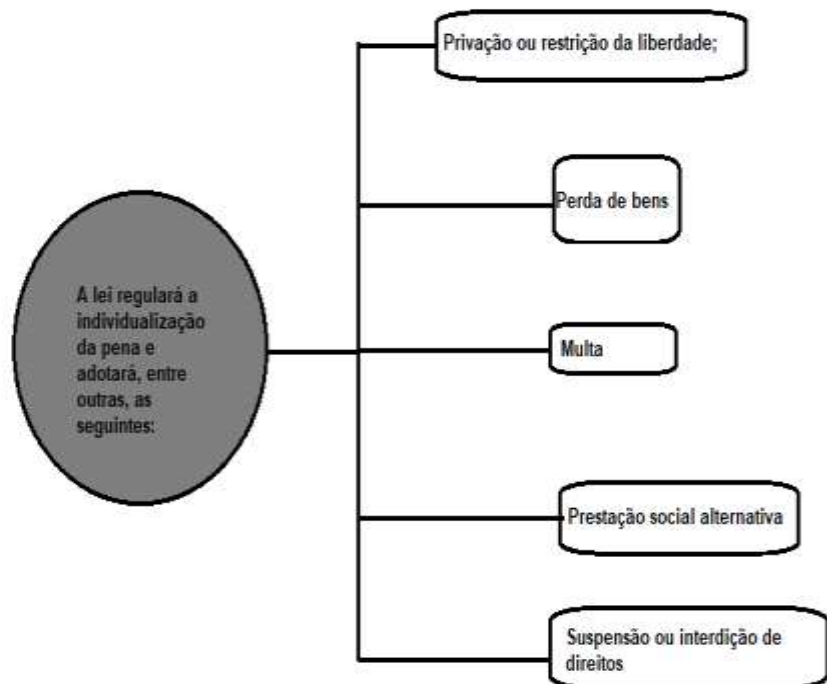 A lei regulará a
individualização
da pena e
adotará, entre
outras, as
seguintes:
Privação ou restrição da liberdade;
Perda de bens
Multa
Prestação social alternativa
Suspensão ou interdição de
direitos